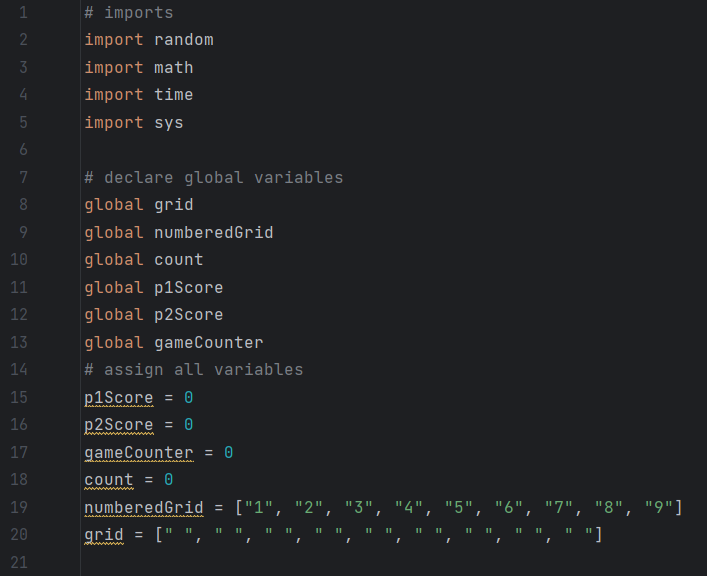 1 # imports
2 import random
3 import math
4 import time
5 import sys
6
7 # declare global variables
8 global grid
9 global numberedGrid
10 global count
11 global p1Score
12 global p2Score
13 global gameCounter
14 # assign all variables
15 p1Score = 0
16 p2Score = 0
17 gameCounter = 0
18 count = 0
19 numberedGrid = ["1", "2", "3", "4", "5", "6", "7", "8", "9"]
20 grid = [" ", " ", " ", " ", " ", " ", " ", " ", " "]
21